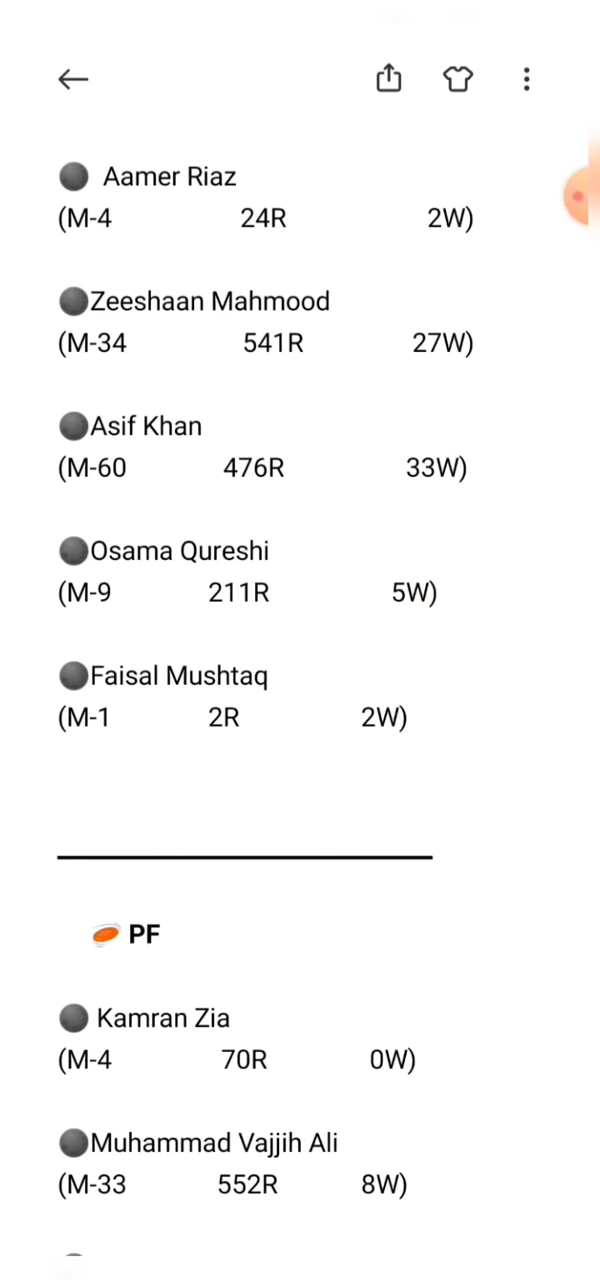 Aamer Riaz
(M-4 24R 2W)
Zeeshaan Mahmood
(M-34 541R 27W)
Asif Khan
(M-60 476R 33W)
Osama Qureshi
(M-9 211R 5W)
Faisal Mushtaq
(M-1 2R 2W)
PF
Kamran Zia
(M-4 70R 0W)
Muhammad Vajjih Ali
(M-33 552R 8W)